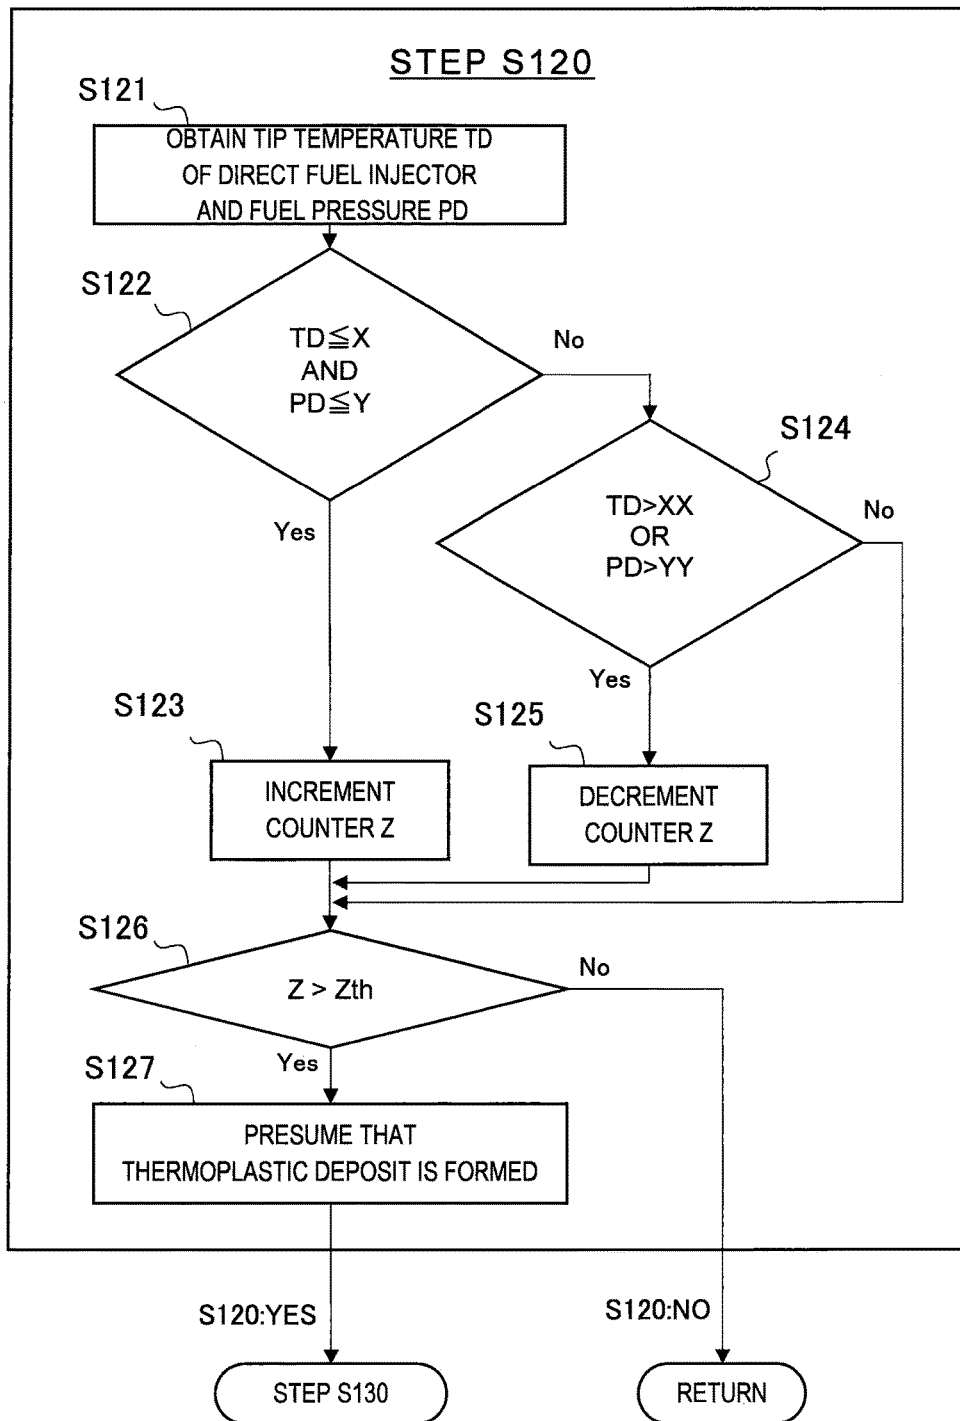 STEP S120
S121
OBTAIN TIP TEMPERATURE TD
OF DIRECT FUEL INJECTOR
AND FUEL PRESSURE PD
S122
TD≦X
AND
PD≦Y
No
Yes
S124
TD>XX
OR
PD>YY
No
Yes
S123
INCREMENT
COUNTER Z
S125
DECREMENT
COUNTER Z
S126
Z > Zth
No
Yes
S127
PRESUME THAT
THERMOPLASTIC DEPOSIT IS FORMED
S120:YES
S120:NO
STEP S130
RETURN